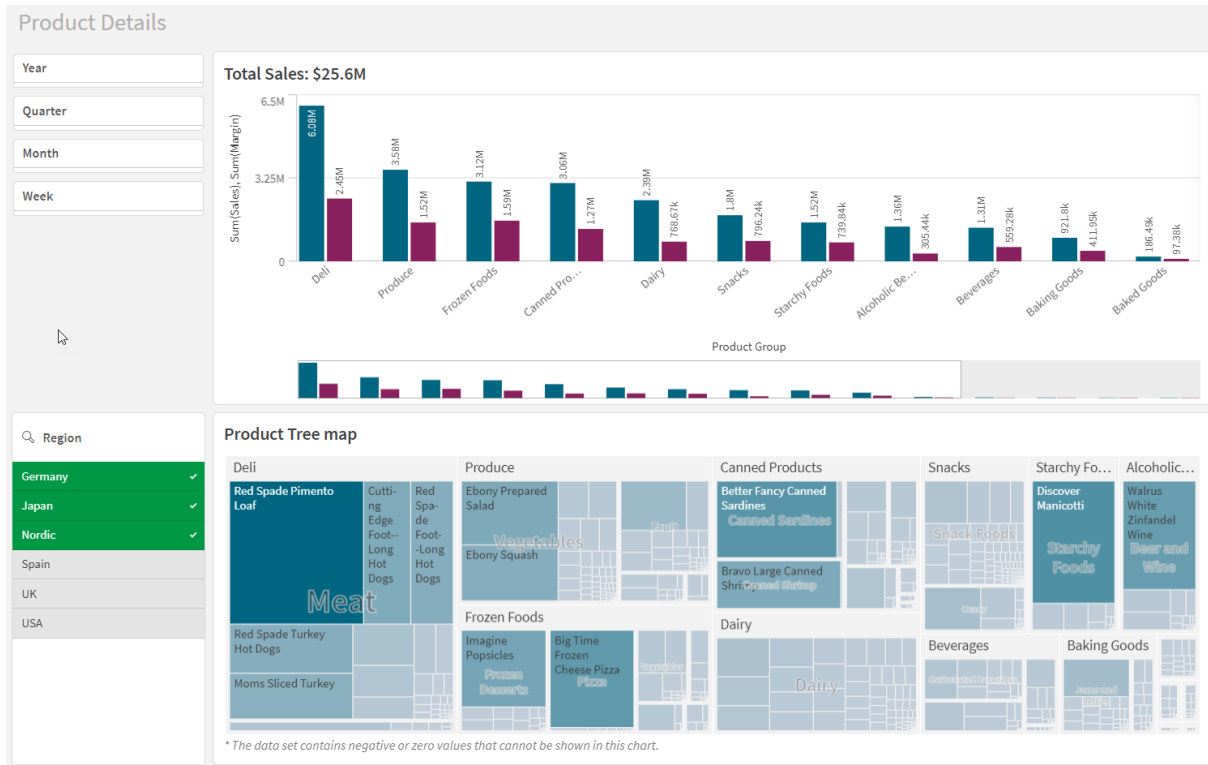 Product Details
Year
Quarter
Month
Week
Total Sales: $25.6M
Sum(Sales), Sum(Margin)
6.5M
3.25M
0
6.08M
2.45M
3.58M
1.52M
3.12M
1.59M
3.06M
1.27M
2.39M
768.67k
1.8M
796.24k
1.52M
739.84k
1.36M
305.44k
1.31M
559.28k
921.8k
411.95k
186.49k
97.38k
Deli
Produce
Frozen Foods
Canned Pro...
Dairy
Snacks
Starchy Foods
Alcoholic Be...
Beverages
Baking Goods
Baked Goods
Product Group
Region
Germany
Japan
Nordic
Spain
UK
USA
Product Tree map
Deli
Red Spade Pimento
Loaf
Cutti-
ng
Edge
Foot--
Long
Hot
Dogs
Red
Spa-
de
Foot-
-Long
Hot
Dogs
Meat
Red Spade Turkey
Hot Dogs
Moms Sliced Turkey
Produce
Ebony Prepared
Salad
Vegetables
Ebony Squash
Fruit
Frozen Foods
Imagine
Popsicles
Frozen
Desserts
Big Time
Frozen
Cheese Pizza
Pizza
Vegetables
Canned Products
Better Fancy Canned
Sardines
Canned Sardines
Bravo Large Canned
Shrimp
Canned Shrimp
Dairy
Dairy
Snacks
Snack Foods
Candy
Starchy Fo...
Discover
Manicotti
Starchy
Foods
Alcoholic...
Walrus
White
Zinfandel
Wine
Beer and
Wine
Beverages
Carbonated Beverages
Baking Goods
Jams and
* The data set contains negative or zero values that cannot be shown in this chart.